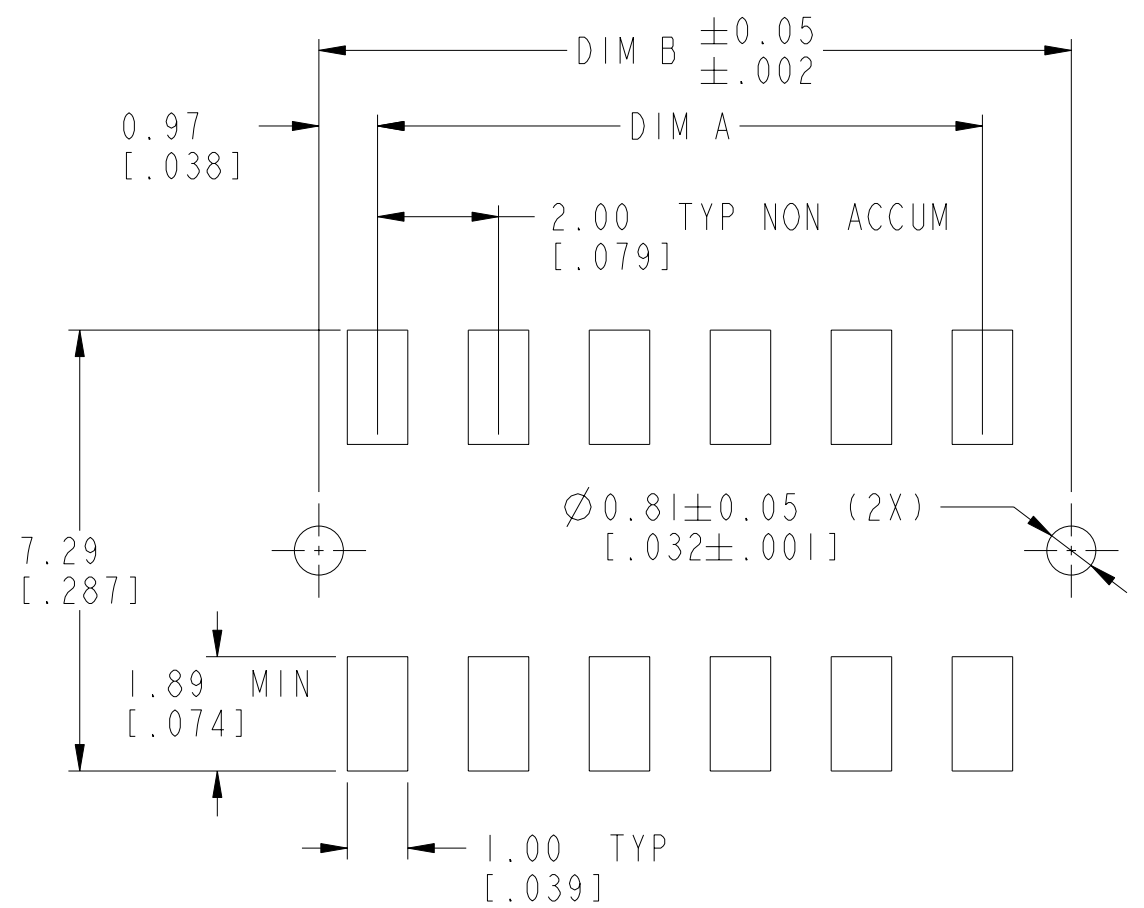 DIM B ±0.05
±.002
0.97
[.038]
DIM A
2.00 TYP NON ACCUM
[.079]
Ø0.81±0.05 (2X)
[.032±.001]
7.29
[.287]
1.89 MIN
[.074]
1.00 TYP
[.039]